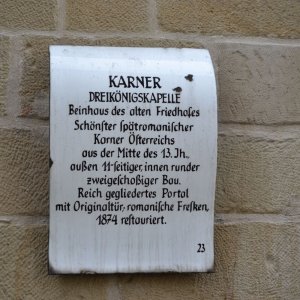 KARNER
DREIKÖNIGSKAPELLE
Beinhaus des alten Friedhofes
Schönster spätromanischer
Karner Österreichs
aus der Mitte des 13. Jh.,
außen 11-seitiger, innen runder
zweigeschoßiger Bau.
Reich gegliedertes Portal
mit Originaltür, romanische Fresken,
1874 restauriert.
23